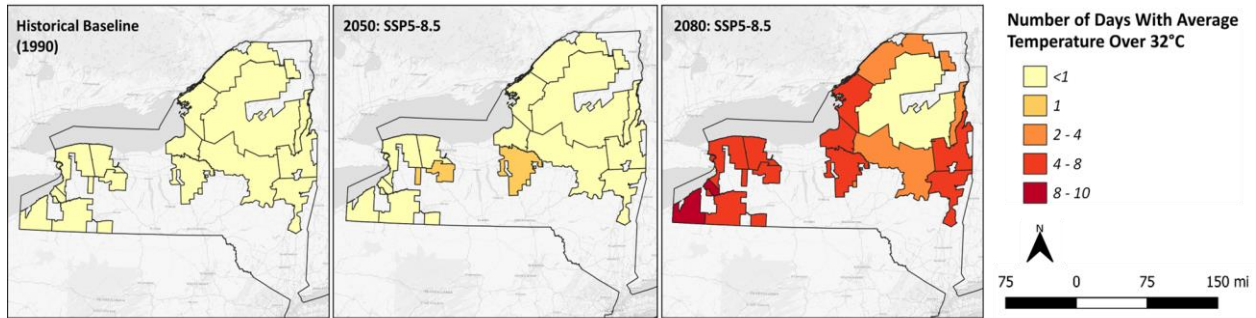 Historical Baseline
(1990)
2050: SSP5-8.5
2080: SSP5-8.5
Number of Days With Average
Temperature Over 32°C
<1
1
2 - 4
4 - 8
8 - 10
N
75 0 75 150 mi